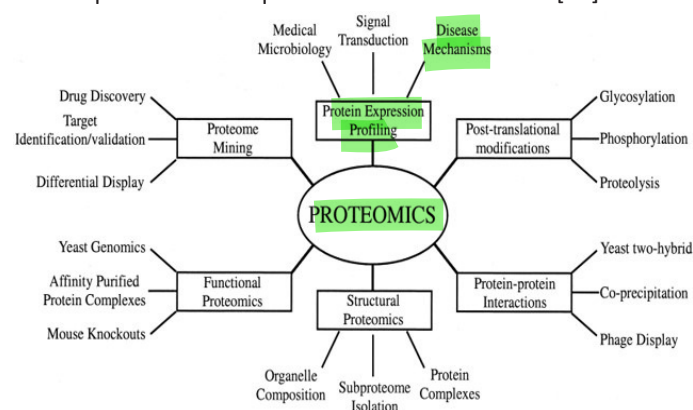 Medical
Microbiology
Signal
Transduction
Disease
Mechanisms
Drug Discovery
Target
Identification/validation
Differential Display
Proteome
Mining
Protein Expression
Profiling
Post-translational
modifications
Glycosylation
Phosphorylation
Proteolysis
PROTEOMICS
Yeast Genomics
Affinity Purified
Protein Complexes
Mouse Knockouts
Functional
Proteomics
Structural
Proteomics
Protein-protein
Interactions
Yeast two-hybrid
Co-precipitation
Phage Display
Organelle
Composition
Subproteome
Isolation
Protein
Complexes